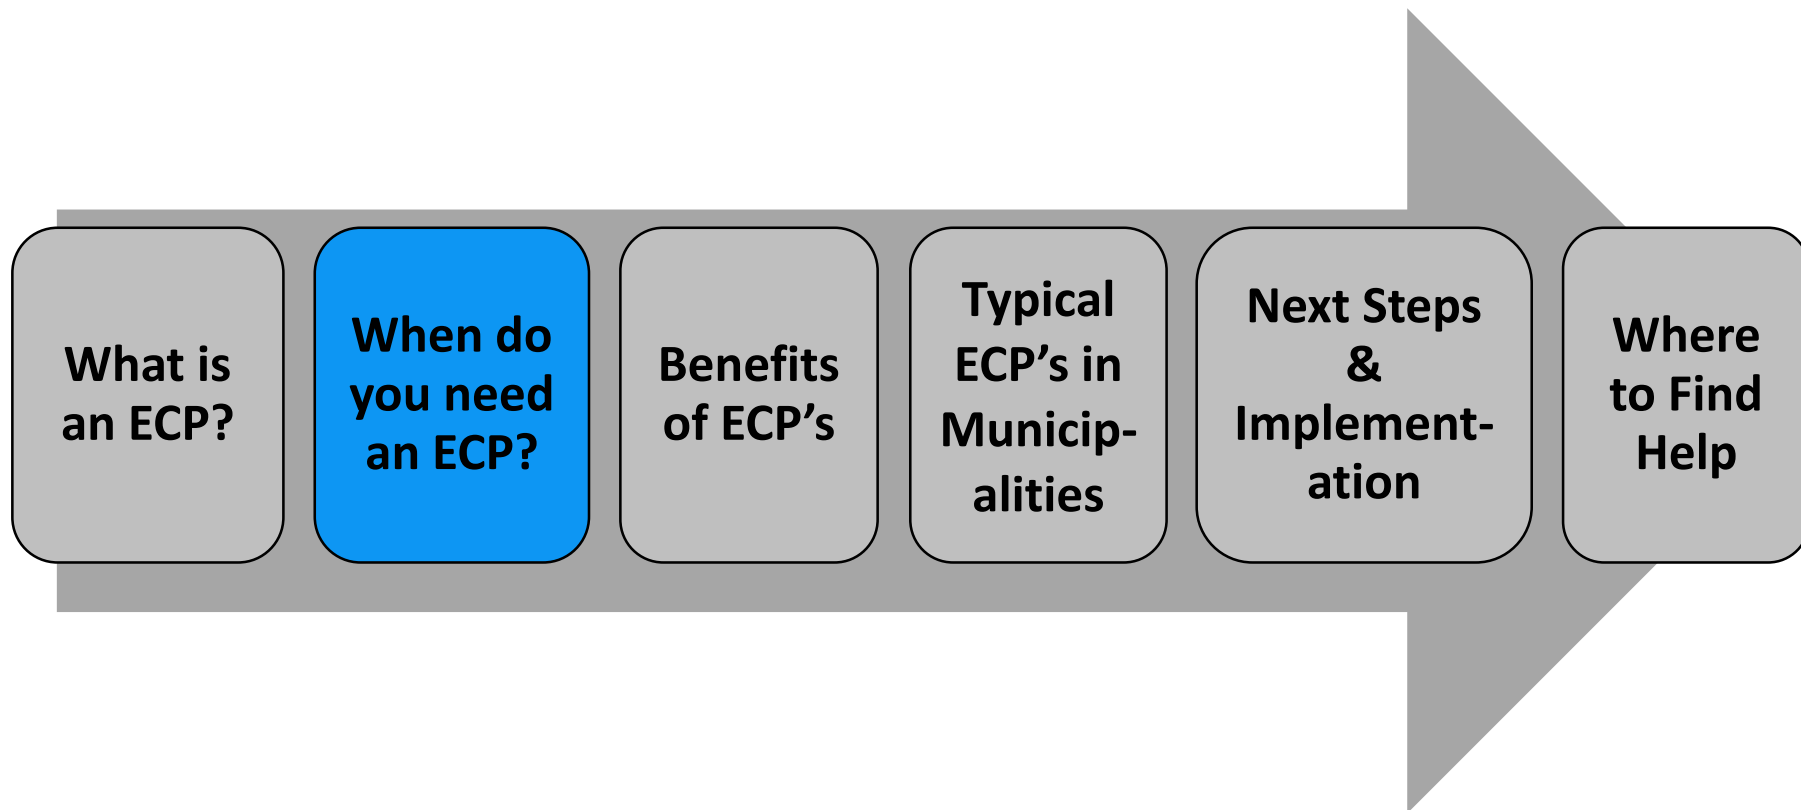 What is
an ECP?
When do
you need
an ECP?
Benefits
of ECP’s
Typical
ECP’s in
Municip-
alities
Next Steps
&
Implement-
ation
Where
to Find
Help